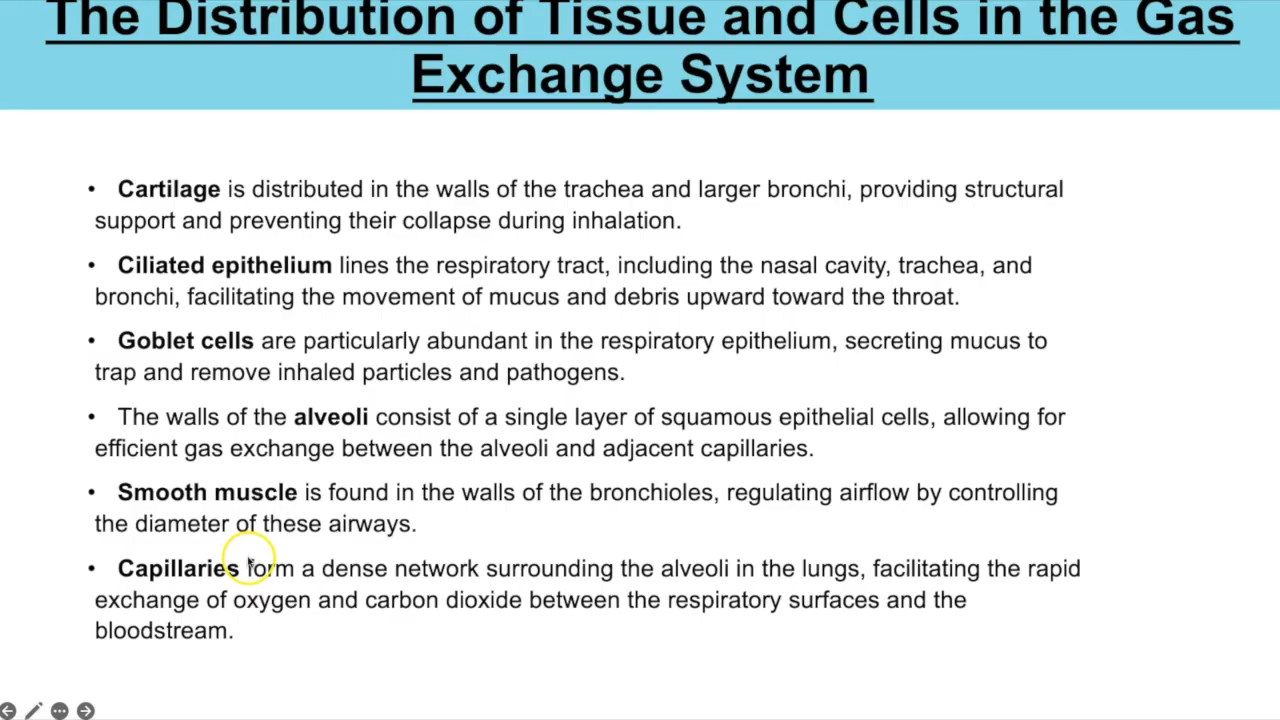 The Distribution of Tissue and Cells in the Gas
Exchange System
• Cartilage is distributed in the walls of the trachea and larger bronchi, providing structural
support and preventing their collapse during inhalation.
• Ciliated epithelium lines the respiratory tract, including the nasal cavity, trachea, and
bronchi, facilitating the movement of mucus and debris upward toward the throat.
• Goblet cells are particularly abundant in the respiratory epithelium, secreting mucus to
trap and remove inhaled particles and pathogens.
• The walls of the alveoli consist of a single layer of squamous epithelial cells, allowing for
efficient gas exchange between the alveoli and adjacent capillaries.
• Smooth muscle is found in the walls of the bronchioles, regulating airflow by controlling
the diameter of these airways.
• Capillaries form a dense network surrounding the alveoli in the lungs, facilitating the rapid
exchange of oxygen and carbon dioxide between the respiratory surfaces and the
bloodstream.